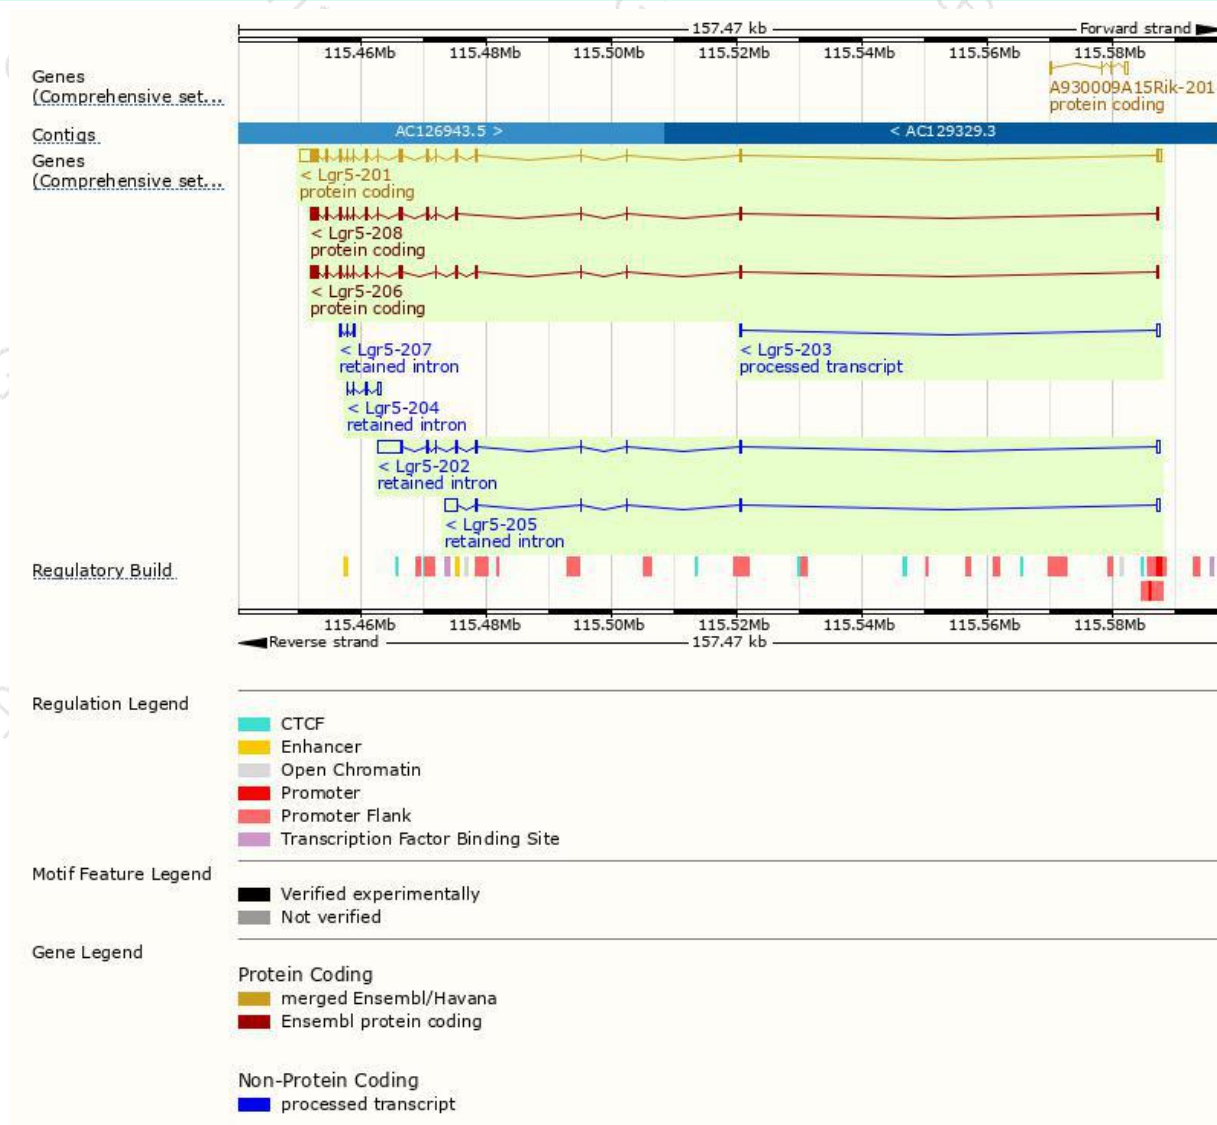 157.47 kb Forward strand
115.46Mb 115.48Mb 115.50Mb 115.52Mb 115.54Mb 115.56Mb 115.58Mb
Genes
(Comprehensive set...
A930009A15Rik-201
protein coding
Contigs
AC126943.5 > < AC129329.3
Genes
(Comprehensive set...
< Lgr5-201
protein coding
< Lgr5-208
protein coding
< Lgr5-206
protein coding
< Lgr5-207 < Lgr5-203
retained intron processed transcript
< Lgr5-204
retained intron
< Lgr5-202
retained intron
< Lgr5-205
retained intron
Regulatory Build
115.46Mb 115.48Mb 115.50Mb 115.52Mb 115.54Mb 115.56Mb 115.58Mb
Reverse strand 157.47 kb
Regulation Legend
CTCF
Enhancer
Open Chromatin
Promoter
Promoter Flank
Transcription Factor Binding Site
Motif Feature Legend
Verified experimentally
Not verified
Gene Legend
Protein Coding
merged Ensembl/Havana
Ensembl protein coding
Non-Protein Coding
processed transcript